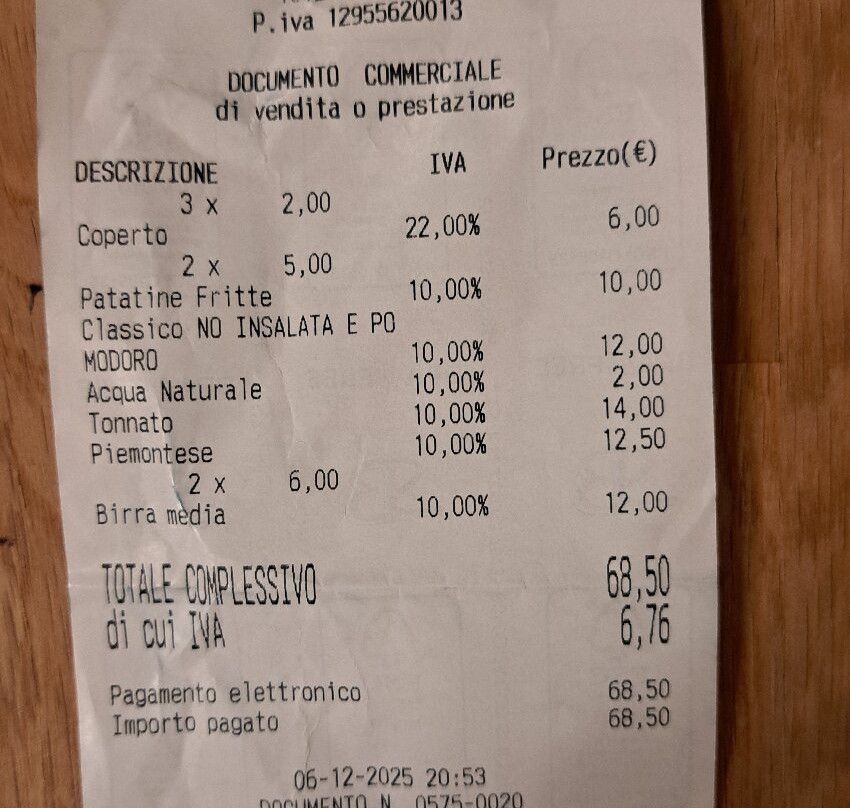 P.iva 12955620013
DOCUMENTO COMMERCIALE
di vendita o prestazione
DESCRIZIONE IVA Prezzo(€)
3 x 2,00
Coperto 22,00% 6,00
2 x 5,00
Patatine Fritte 10,00% 10,00
Classico NO INSALATA E PO
MODORO 10,00% 12,00
Acqua Naturale 10,00% 2,00
Tonnato 10,00% 14,00
Piemontese 10,00% 12,50
2 x 6,00
Birra media 10,00% 12,00
TOTALE COMPLESSIVO 68,50
di cui IVA 6,76
Pagamento elettronico 68,50
Importo pagato 68,50
06-12-2025 20:53
DOCUMENTO N. 0575-0020